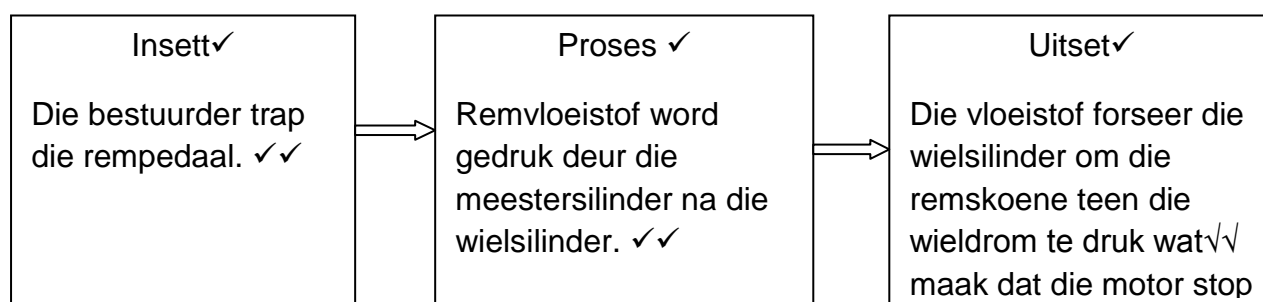 Insett✓
Die bestuurder trap
die rempedaal. ✓✓
Proses ✓
Remvloeistof word
gedruk deur die
meestersilinder na die
wielsilinder. ✓✓
Uitset✓
Die vloeistof forseer die
wielsilinder om die
remskoene teen die
wieldrom te druk wat√√
maak dat die motor stop